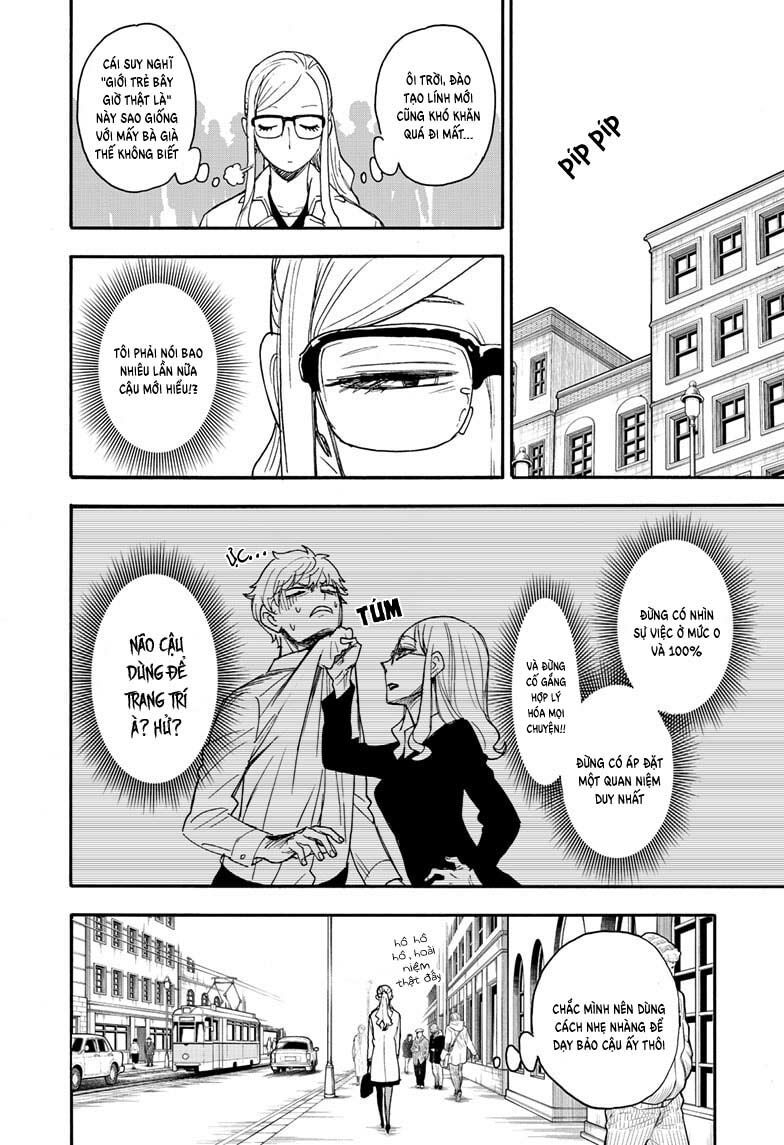 PÍP PÍP
ÔI TRỜI, ĐÀO
TẠO LÍNH MỚI
CŨNG KHÓ KHĂN
QUÁ ĐI MẤT...
CÁI SUY NGHĨ
"GIỚI TRẺ BÂY
GIỜ THẬT LÀ"
NÀY SAO GIỐNG
VỚI MẤY BÀ GIÀ
THẾ KHÔNG BIẾT
TÔI PHẢI NÓI BAO
NHIÊU LẦN NỮA
CẬU MỚI HIỂU!?
ĐỪNG CÓ NHÌN
SỰ VIỆC Ở MỨC 0
VÀ 100%
ĐỪNG CÓ ÁP ĐẶT
MỘT QUAN NIỆM
DUY NHẤT
VÀ ĐỪNG
CỐ GẮNG
HỢP LÝ
HÓA MỌI
CHUYỆN!!
TÚM
ỰC...
NÃO CẬU
DÙNG ĐỂ
TRANG TRÍ
À? HỬ?
CHẮC MÌNH NÊN DÙNG
CÁCH NHẸ NHÀNG ĐỂ
DẠY BẢO CẬU ẤY THÔI
hô hô
hô, hoài
niệm
thật đấy